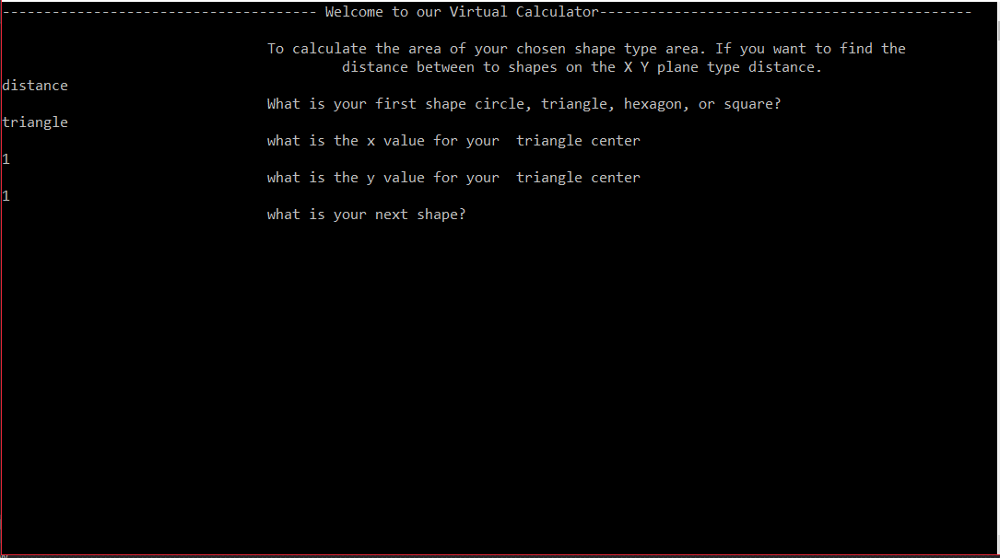 -------------------------------------- Welcome to our Virtual Calculator---------------------------------------------
To calculate the area of your chosen shape type area. If you want to find the
distance between to shapes on the X Y plane type distance.
distance
What is your first shape circle, triangle, hexagon, or square?
triangle
what is the x value for your  triangle center
1
what is the y value for your  triangle center
1
what is your next shape?